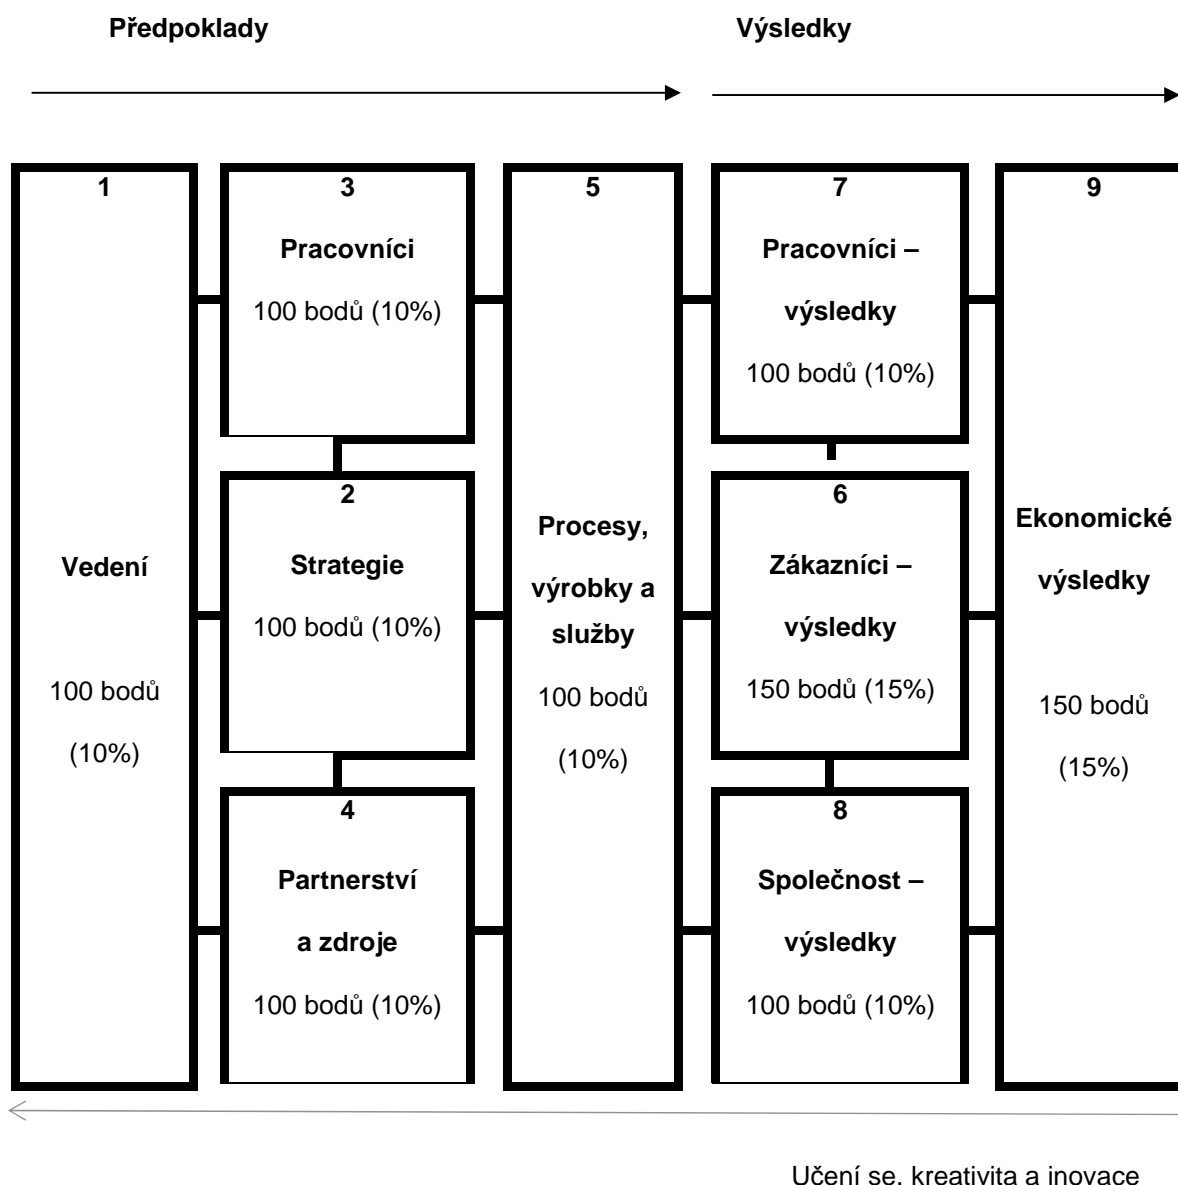 Předpoklady
Výsledky
1
Vedení
100 bodů
(10%)
3
Pracovníci
100 bodů (10%)
2
Strategie
100 bodů (10%)
4
Partnerství
a zdroje
100 bodů (10%)
5
Procesy,
výrobky a
služby
100 bodů
(10%)
7
Pracovníci –
výsledky
100 bodů (10%)
6
Zákazníci –
výsledky
150 bodů (15%)
8
Společnost –
výsledky
100 bodů (10%)
9
Ekonomické
výsledky
150 bodů
(15%)
Učení se, kreativita a inovace